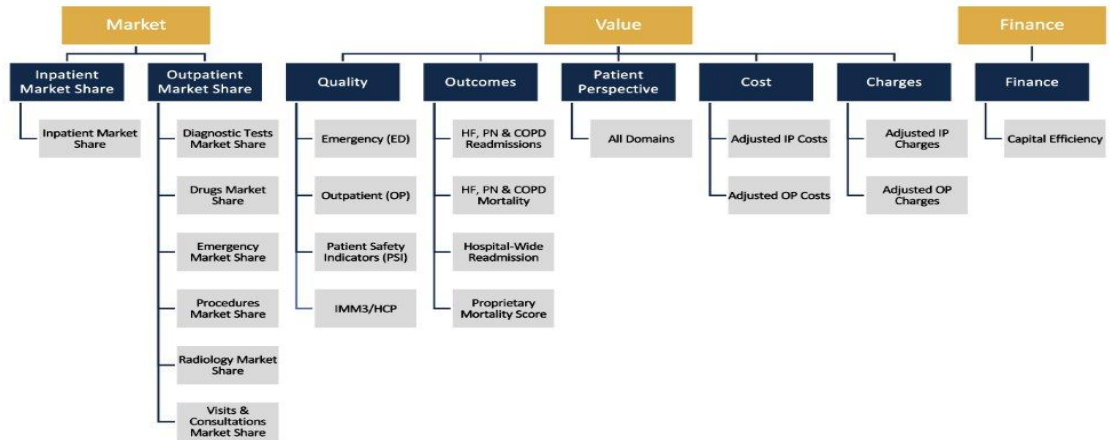 Market
Value
Finance
Inpatient
Market Share
Outpatient
Market Share
Quality
Outcomes
Patient
Perspective
Cost
Charges
Finance
Inpatient Market
Share
Diagnostic Tests
Market Share
Drugs Market
Share
Emergency
Market Share
Procedures
Market Share
Radiology Market
Share
Visits &
Consultations
Market Share
Emergency (ED)
Outpatient (OP)
Patient Safety
Indicators (PSI)
IMM3/HCP
HF, PN & COPD
Readmissions
HF, PN & COPD
Mortality
Hospital-Wide
Readmission
Proprietary
Mortality Score
All Domains
Adjusted IP Costs
Adjusted OP Costs
Adjusted IP
Charges
Adjusted OP
Charges
Capital Efficiency